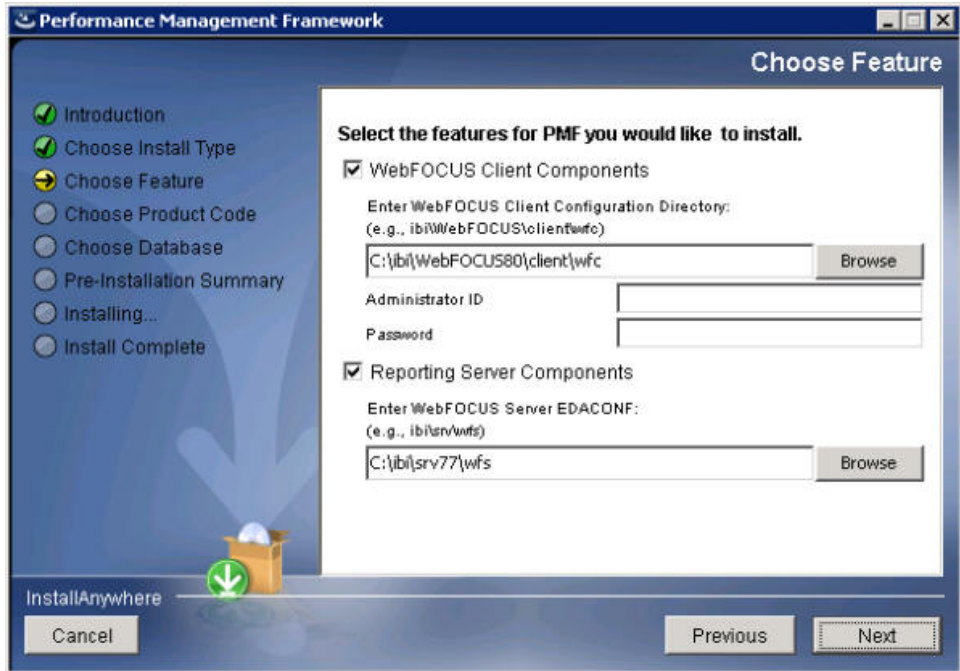 Performance Management Framework
Choose Feature
Introduction
Choose Install Type
Choose Feature
Choose Product Code
Choose Database
Pre-Installation Summary
Installing...
Install Complete
Select the features for PMF you would like to install.
WebFOCUS Client Components
Enter WebFOCUS Client Configuration Directory:
(e.g., ibi\WebFOCUS\client\wfc)
C:\ibi\WebFOCUS80\client\wfc
Browse
Administrator ID
Password
Reporting Server Components
Enter WebFOCUS Server EDACONF:
(e.g., ibi\srv\wfs)
C:\ibi\srv77\wfs
Browse
InstallAnywhere
Cancel
Previous
Next